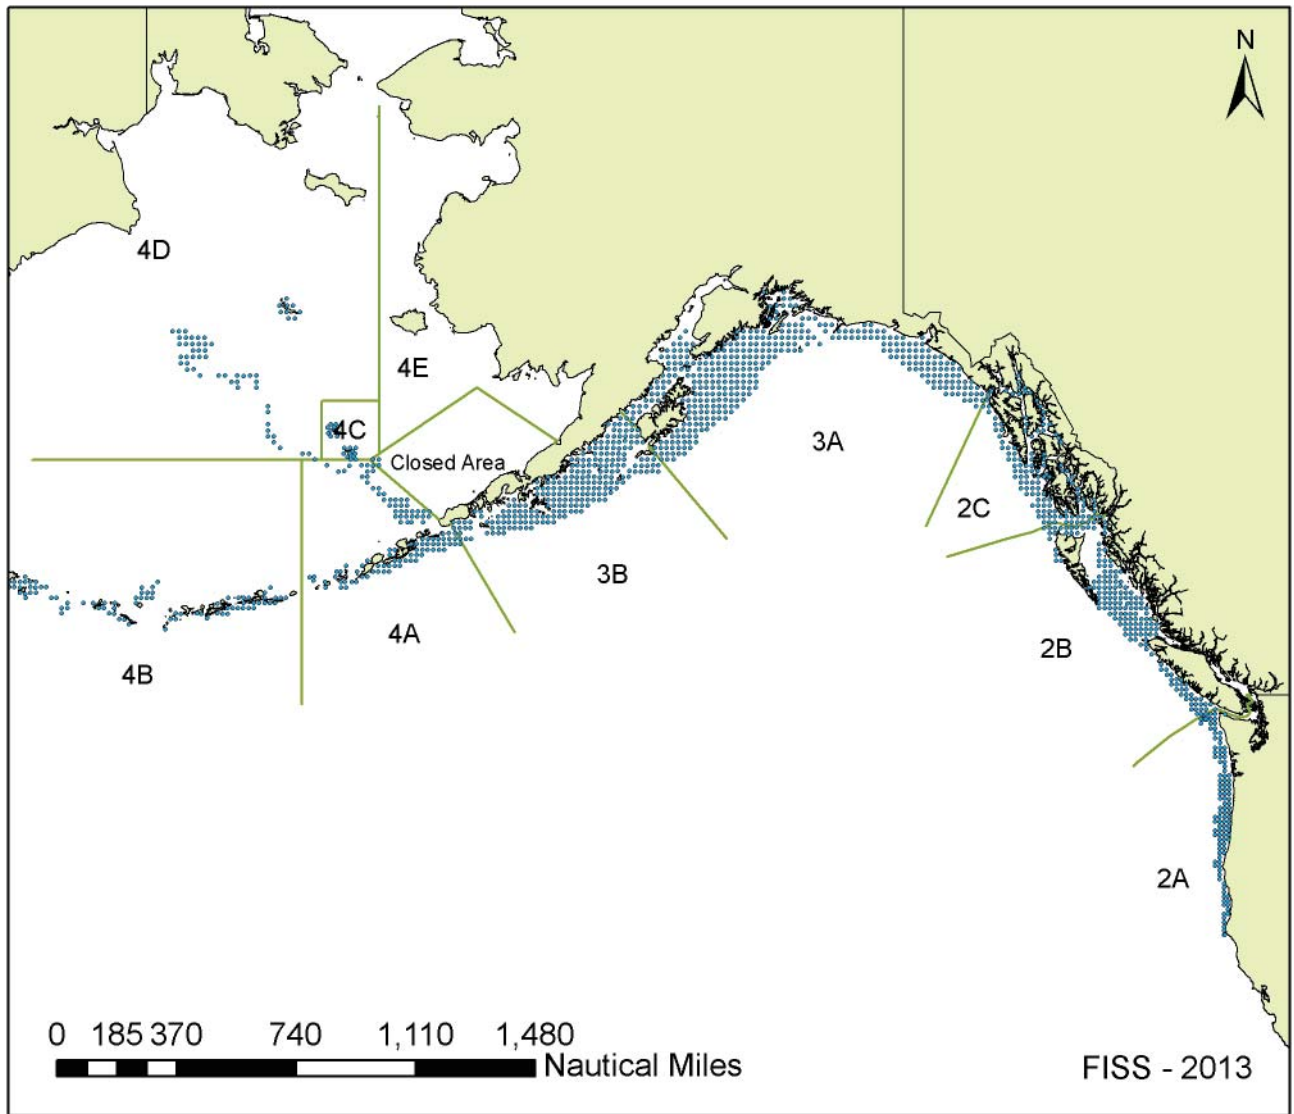 N
4D
4E
4C
Closed Area
3A
2C
3B
4A
2B
4B
2A
0 185 370 740 1,110 1,480
Nautical Miles
FISS - 2013